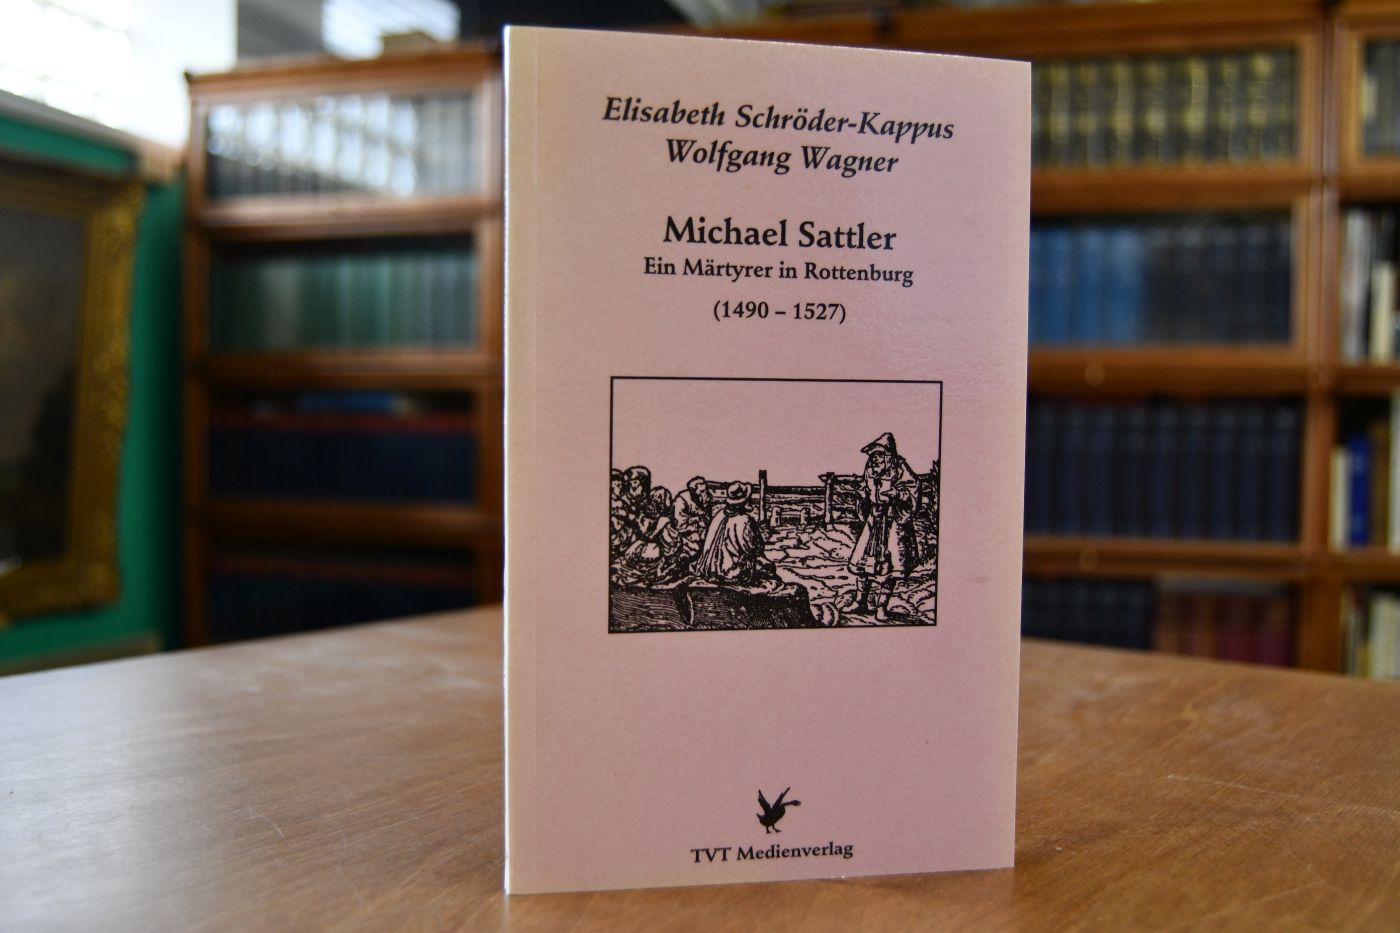 Elisabeth Schröder-Kappus
Wolfgang Wagner
Michael Sattler
Ein Märtyrer in Rottenburg
(1490 – 1527)
TVT Medienverlag